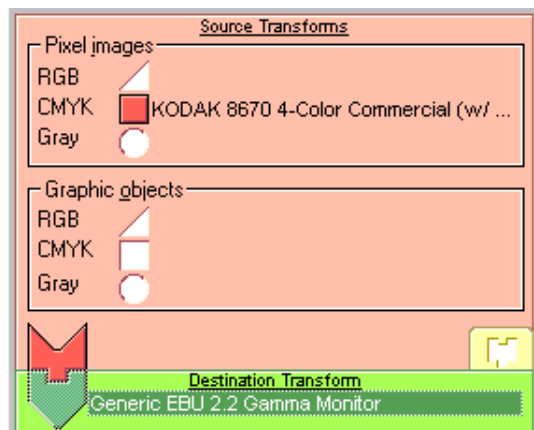 Source Transforms
Pixel images
RGB
CMYK KODAK 8670 4-Color Commercial (w/ ...
Gray
Graphic objects
RGB
CMYK
Gray
Destination Transform
Generic EBU 2.2 Gamma Monitor